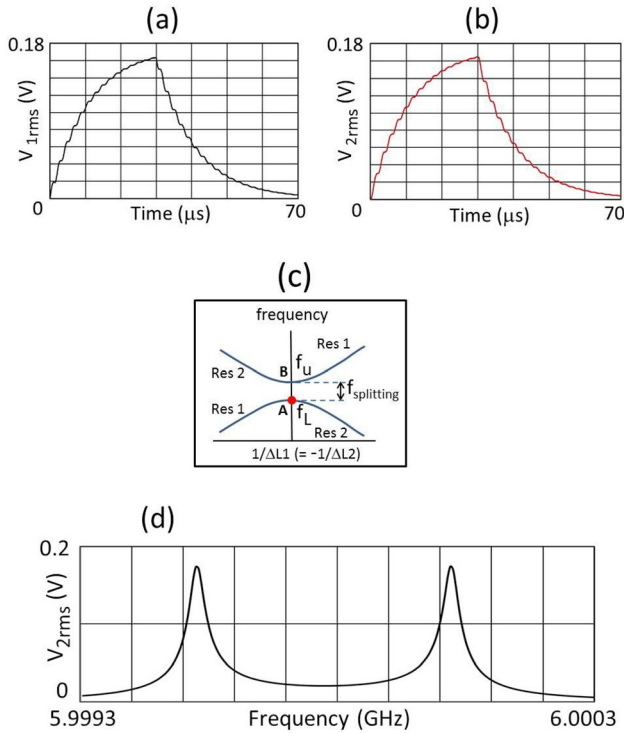 (a)
(b)
0.18
V1rms (V)
0
Time (μs)
70
0.18
V 2rms (V)
0
Time (μs)
70
(c)
frequency
Res 1
B
fu
Res 2
fsplitting
Res 1
A
fL
Res 2
1/ΔL1 (= −1/ΔL2)
(d)
0.2
V2rms (V)
0
5.9993
Frequency (GHz)
6.0003